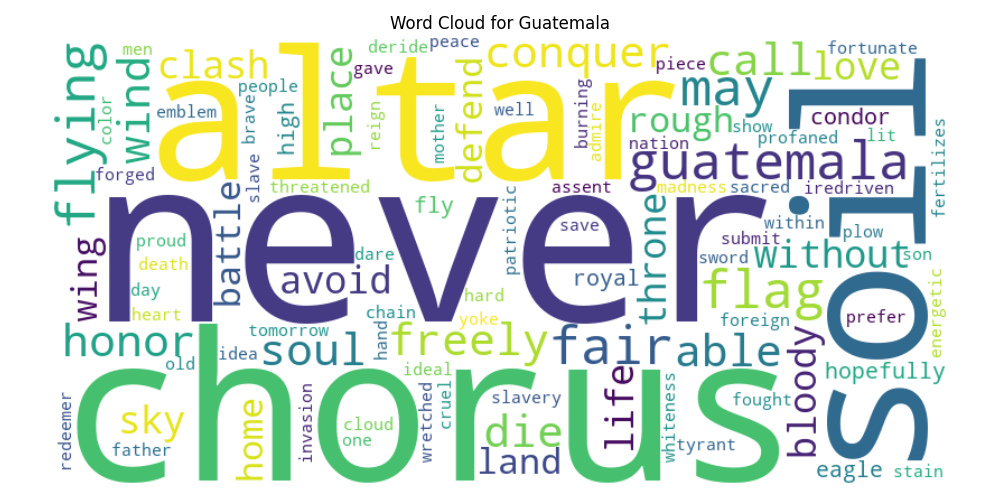 Word Cloud for Guatemala
flying
color
men
wind
forged
clash
emblem
people
brave
slave
high
altar
place
deride
gave
reign
peace
mother
defend
conquer
well
burning
admire
piece
call
love
fortunate
may
rough
show
nation
profaned
condor
lit
guatemala
soil
fertilizes
threatened
assent
madness
sacred
iredriven
never
wing
proud
death
day
heart
battle
fly
dare
avoid
patriotic
save
royal
throne
within
submit
plow
sword
without
son
flag
prefer
energetic
hard
chain
yoke
foreign
honor
old
tomorrow
idea
soul
hand
freely
ideal
fair
able
bloody
hopefully
chorus
redeemer
sky
father
home
invasion
cloud
one
wretched
cruel
slavery
die
land
life
whiteness
fought
tyrant
eagle
stain